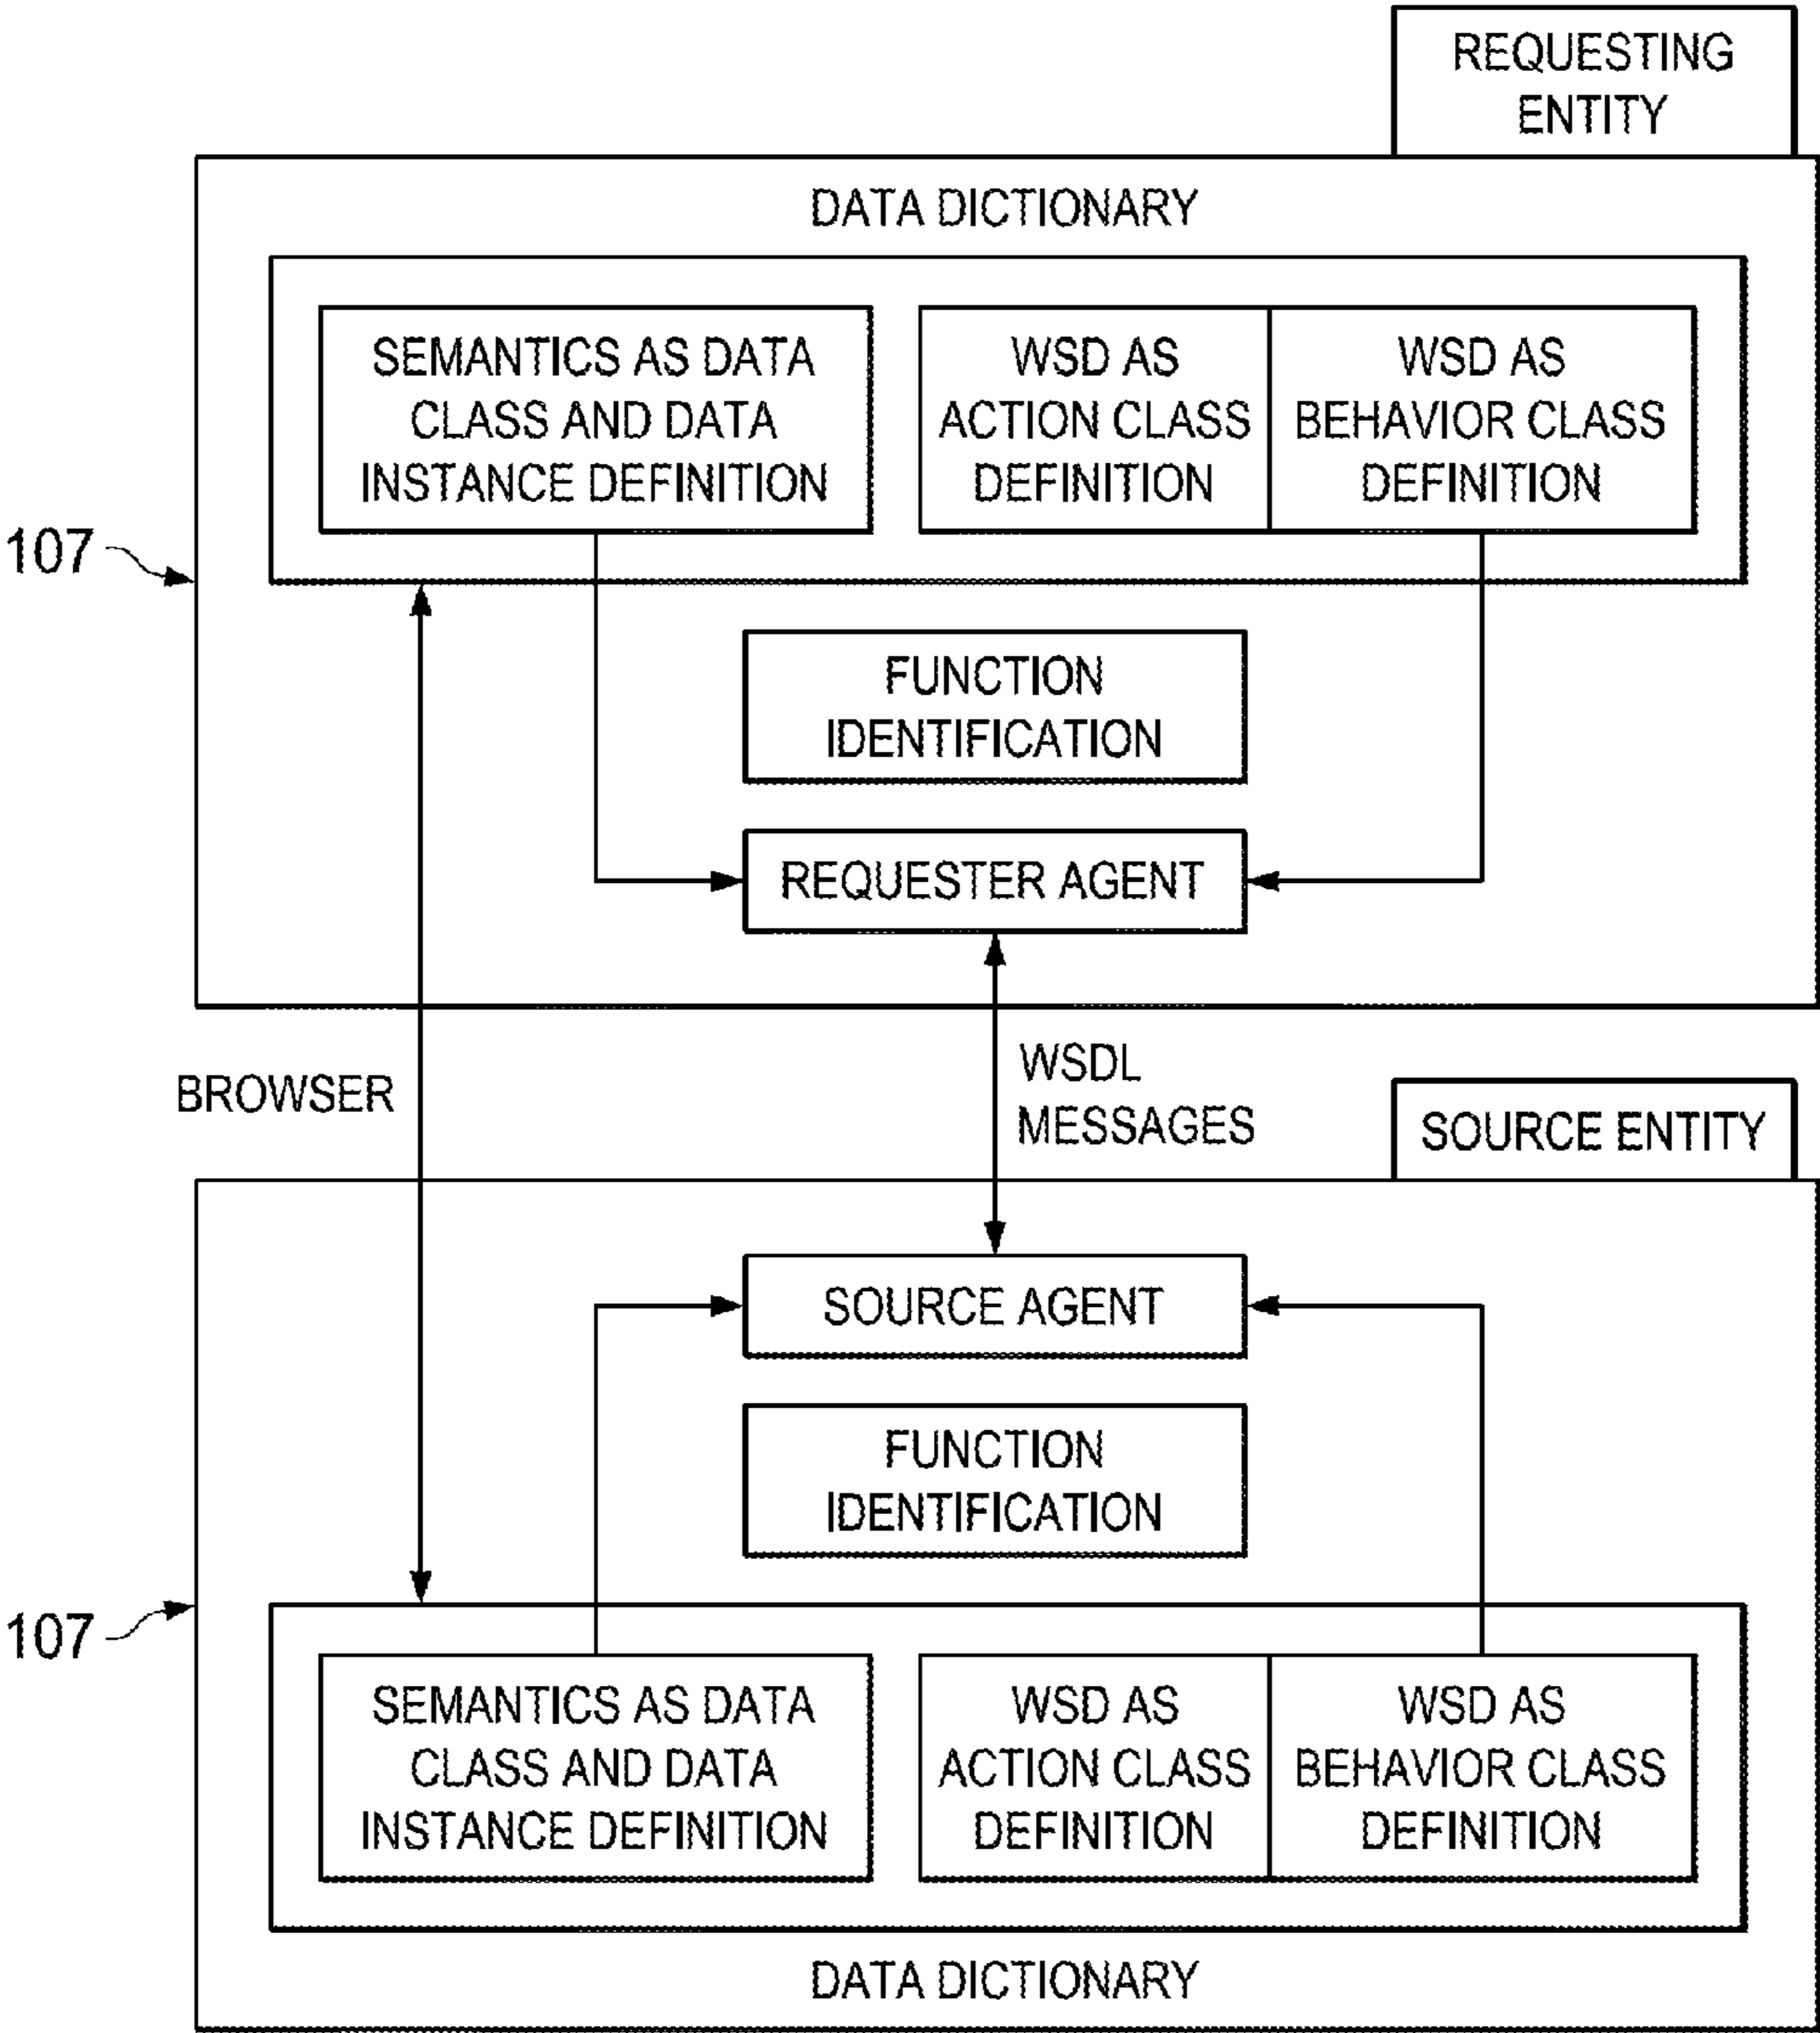 REQUESTING
ENTITY
DATA DICTIONARY
SEMANTICS AS DATA
CLASS AND DATA
INSTANCE DEFINITION
WSD AS
ACTION CLASS
DEFINITION
WSD AS
BEHAVIOR CLASS
DEFINITION
107
FUNCTION
IDENTIFICATION
REQUESTER AGENT
BROWSER
WSDL
MESSAGES
SOURCE ENTITY
SOURCE AGENT
FUNCTION
IDENTIFICATION
107
SEMANTICS AS DATA
CLASS AND DATA
INSTANCE DEFINITION
WSD AS
ACTION CLASS
DEFINITION
WSD AS
BEHAVIOR CLASS
DEFINITION
DATA DICTIONARY